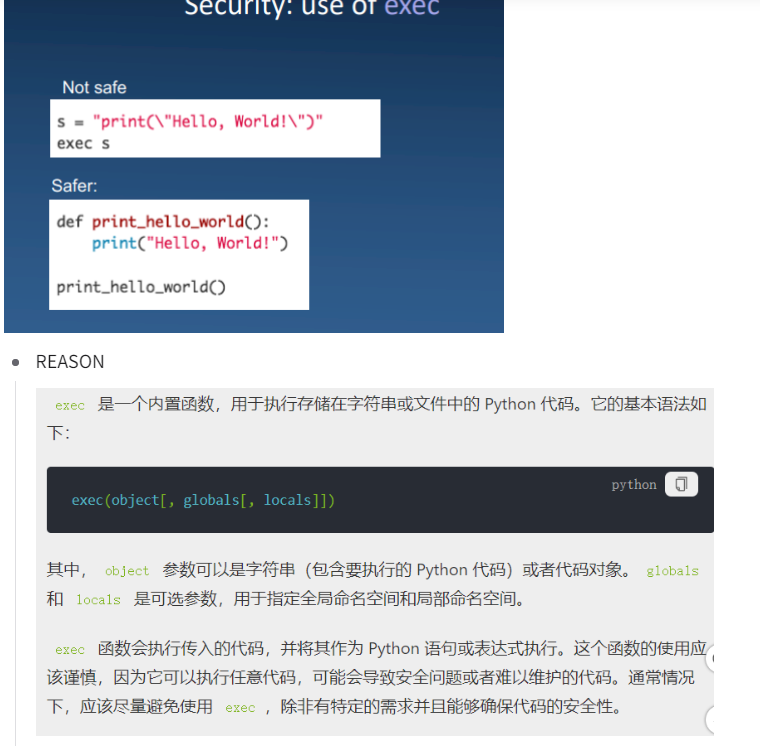 Security: use of exec
Not safe
s = "print(\"Hello, World!\")"
exec s
Safer:
def print_hello_world():
    print("Hello, World!")
print_hello_world()
REASON
exec 是一个内置函数，用于执行存储在字符串或文件中的 Python 代码。它的基本语法如
下：
python
exec(object[, globals[, locals]])
其中， object 参数可以是字符串（包含要执行的 Python 代码）或者代码对象。 globals
和 locals 是可选参数，用于指定全局命名空间和局部命名空间。
exec 函数会执行传入的代码，并将其作为 Python 语句或表达式执行。这个函数的使用应
该谨慎，因为它可以执行任意代码，可能会导致安全问题或者难以维护的代码。通常情况
下，应该尽量避免使用 exec ，除非有特定的需求并且能够确保代码的安全性。